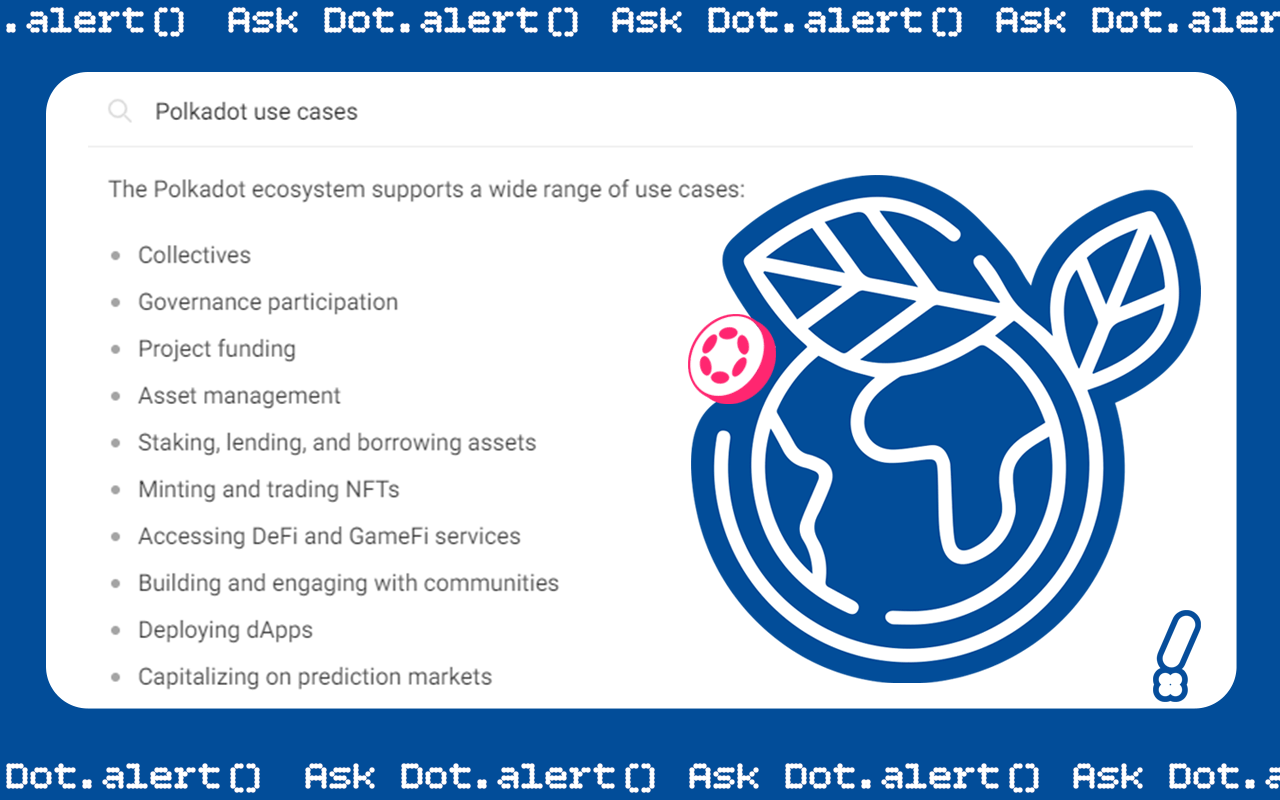 .alert() Ask Dot.alert() Ask Dot.alert() Ask Dot.aler
Polkadot use cases
The Polkadot ecosystem supports a wide range of use cases:
Collectives
Governance participation
Project funding
Asset management
Staking, lending, and borrowing assets
Minting and trading NFTs
Accessing DeFi and GameFi services
Building and engaging with communities
Deploying dApps
Capitalizing on prediction markets
Dot.alert() Ask Dot.alert() Ask Dot.alert() Ask Dot.a